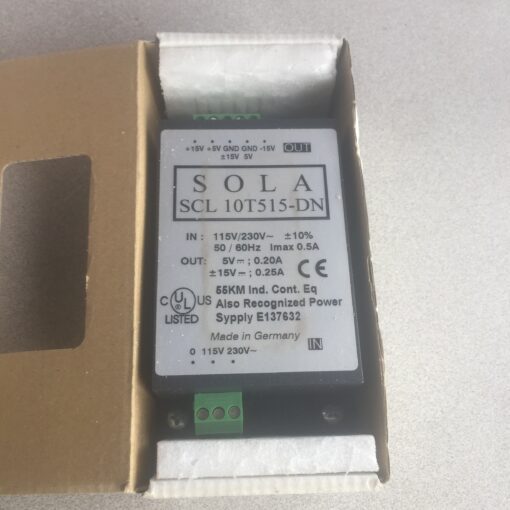 +15V +5V GND GND -15V OUT
±15V 5V
SOLA
SCL 10T515-DN
IN : 115V/230V~ ±10%
50 / 60Hz Imax 0.5A
OUT: 5V⎓ ; 0.20A
±15V⎓ ; 0.25A
CE
C UL US
LISTED
55KM Ind. Cont. Eq
Also Recognized Power
Sypply E137632
Made in Germany
0 115V 230V~ IN